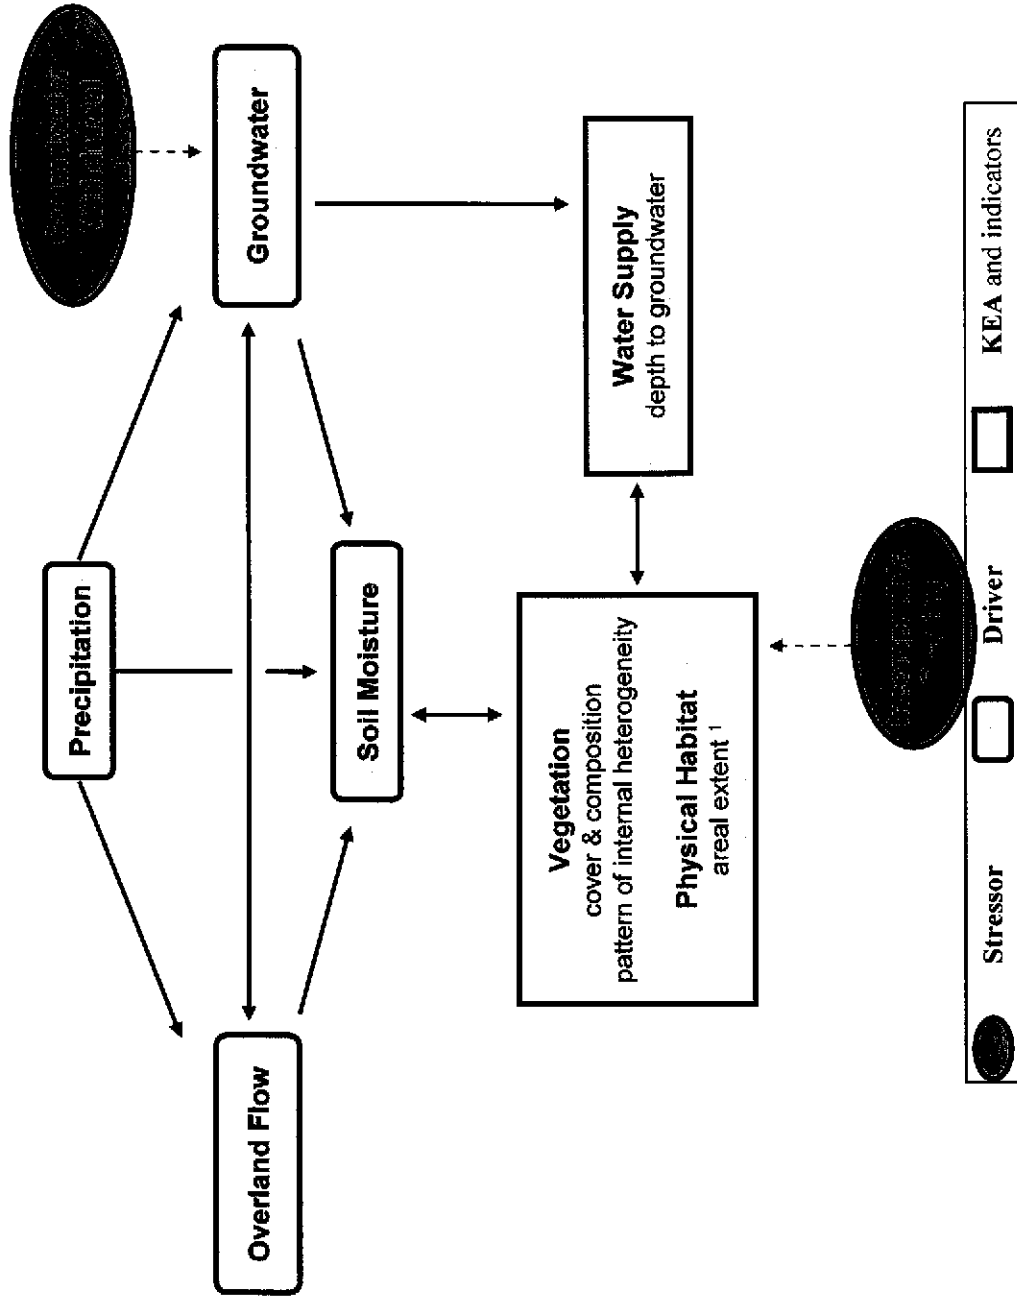 Precipitation
Overland Flow
Groundwater
Soil Moisture
Vegetation
cover & composition
pattern of internal heterogeneity
Physical Habitat
areal extent ¹
Water Supply
depth to groundwater
Stressor
Driver
KEA and indicators